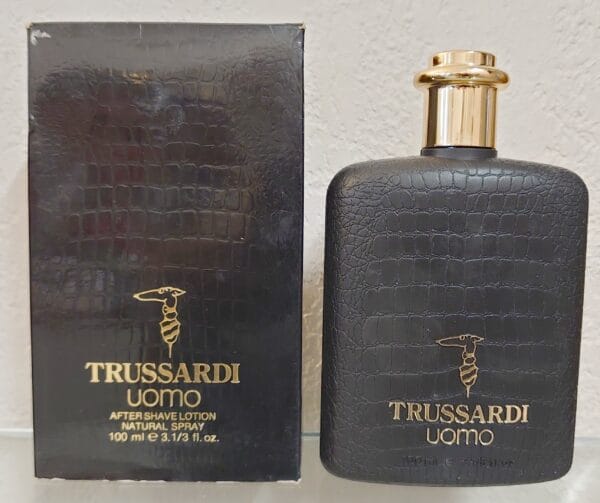 TRUSSARDI
uomo
AFTER SHAVE LOTION
NATURAL SPRAY
100 ml e 3.1/3 fl. oz.
TRUSSARDI
uomo